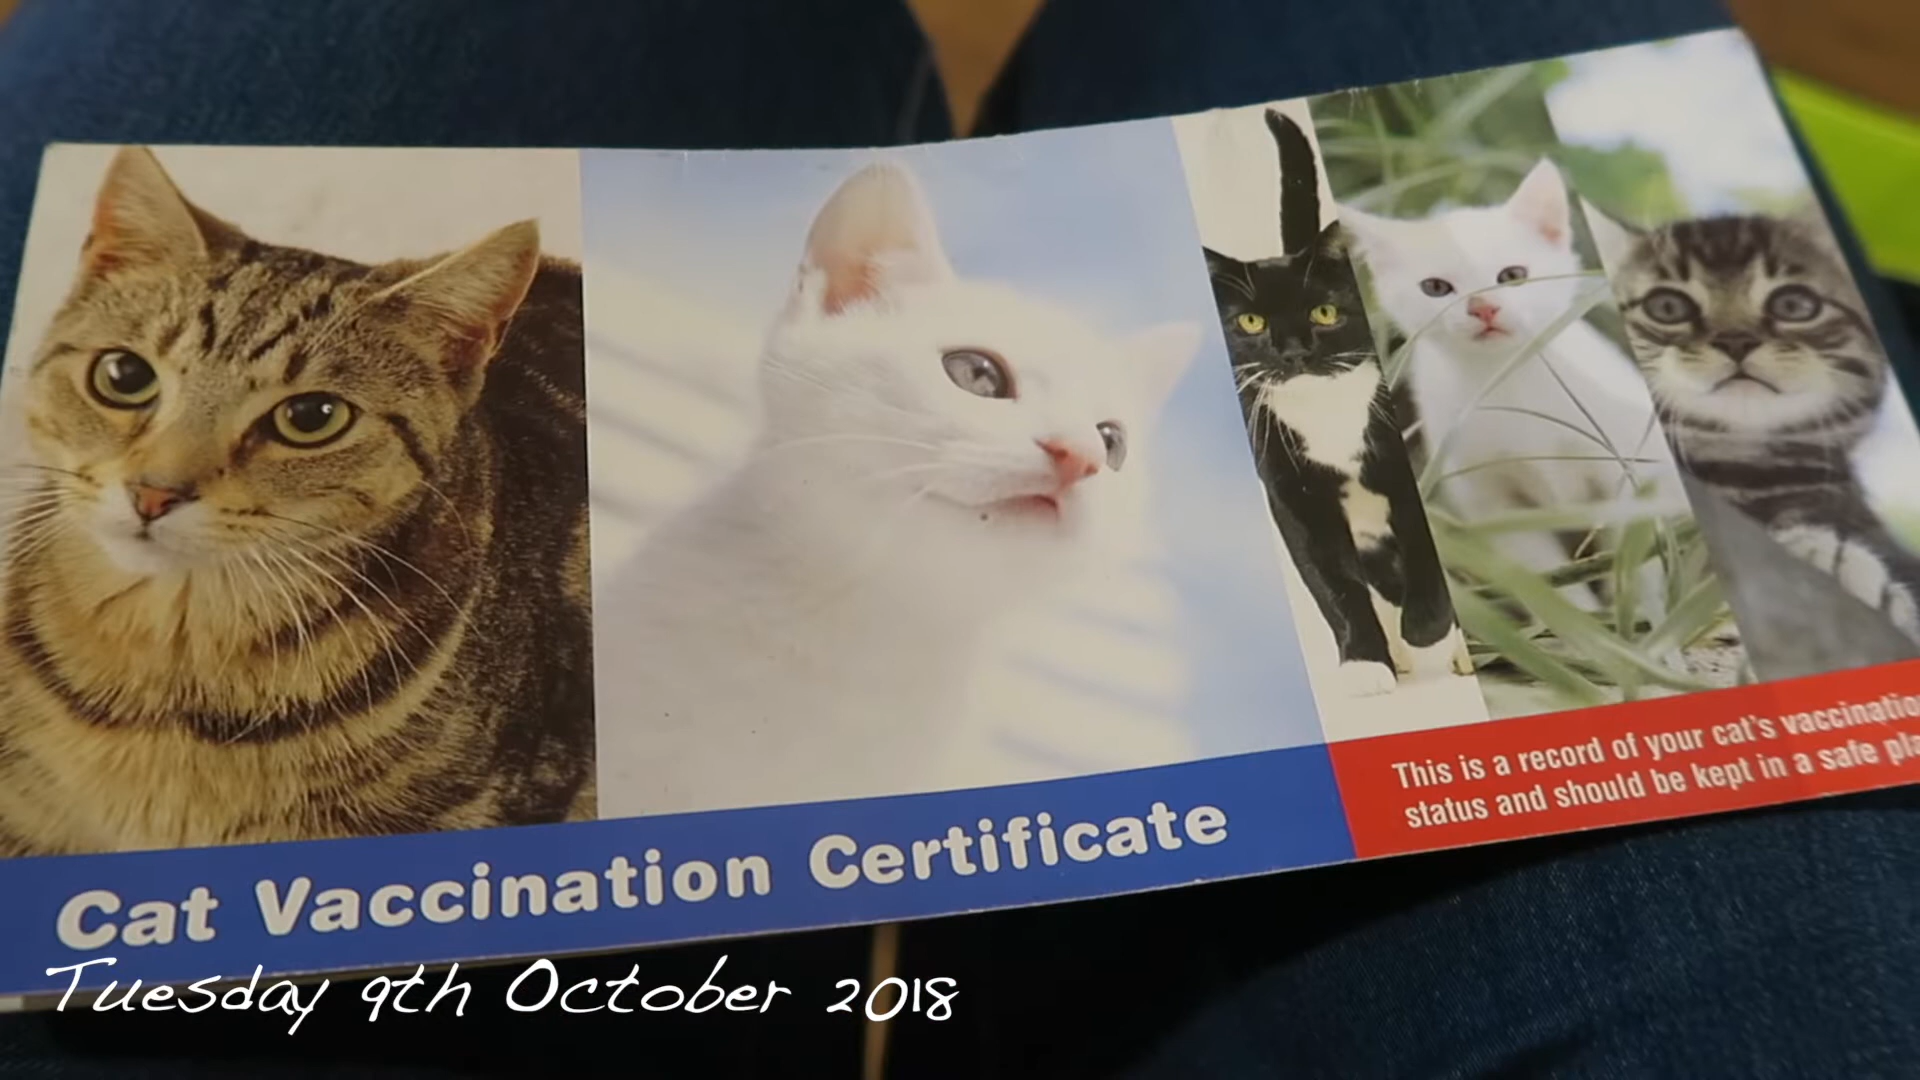 Cat Vaccination Certificate
This is a record of your cat's
status and should be kept in a safe
Tuesday 9th October 2018